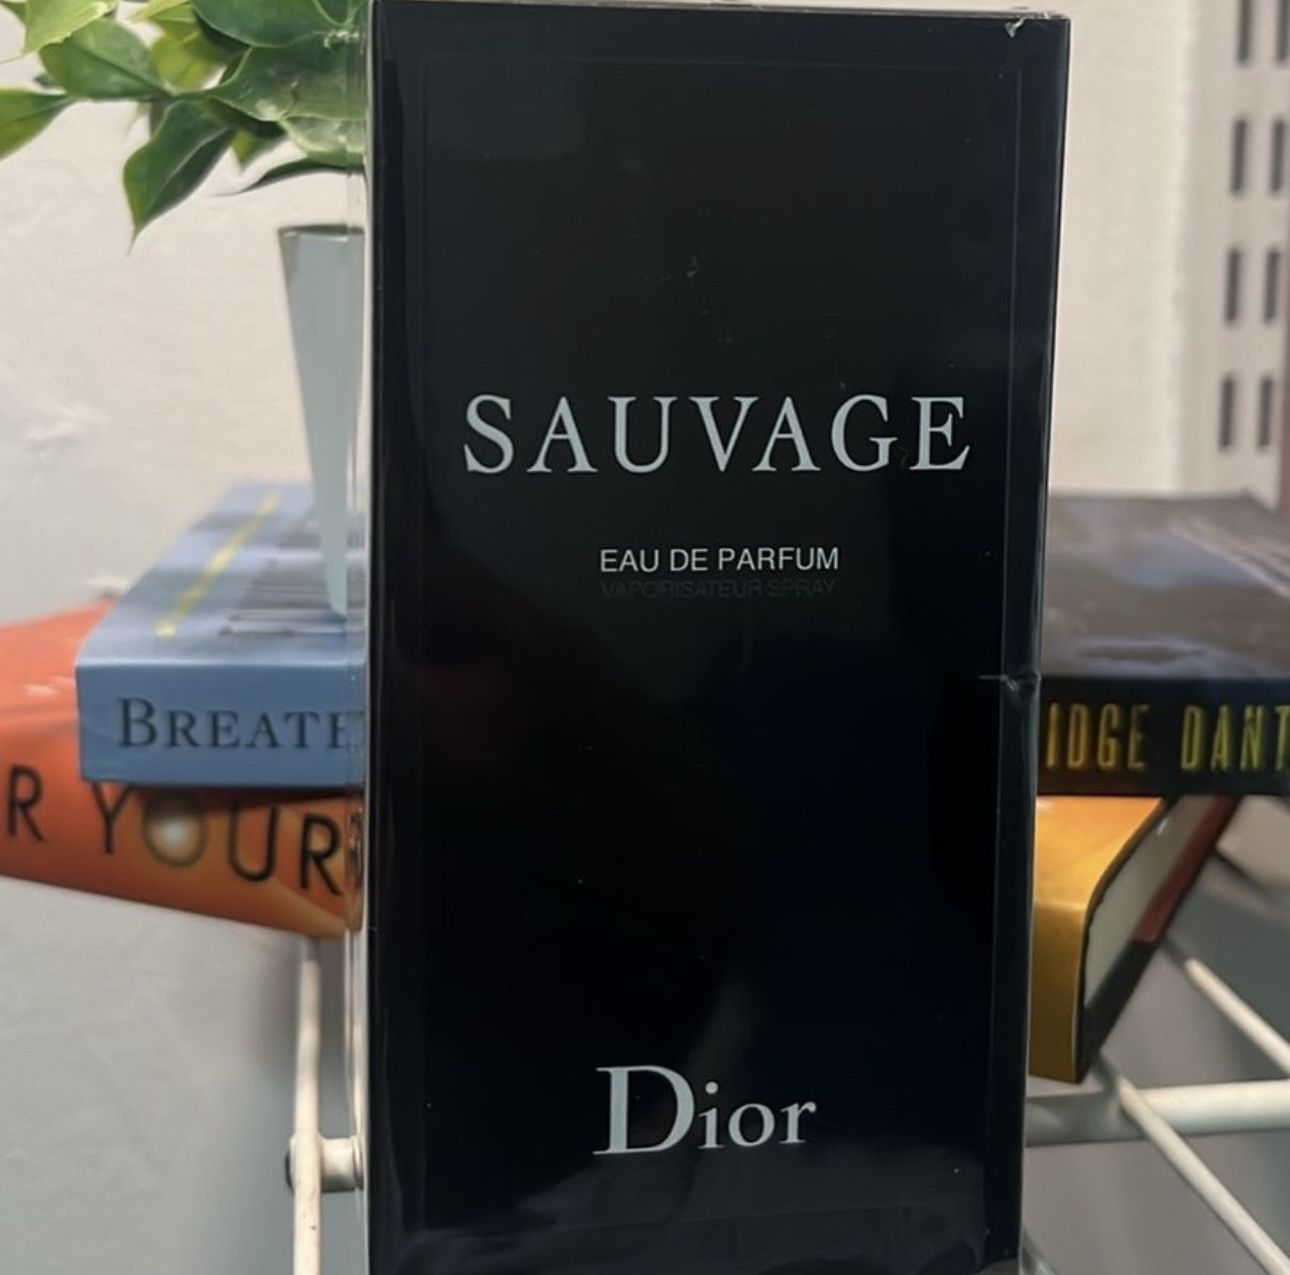 SAUVAGE
EAU DE PARFUM
VAPORISATEUR SPRAY
BREATH
R YOUR
IDGE DANT
Dior